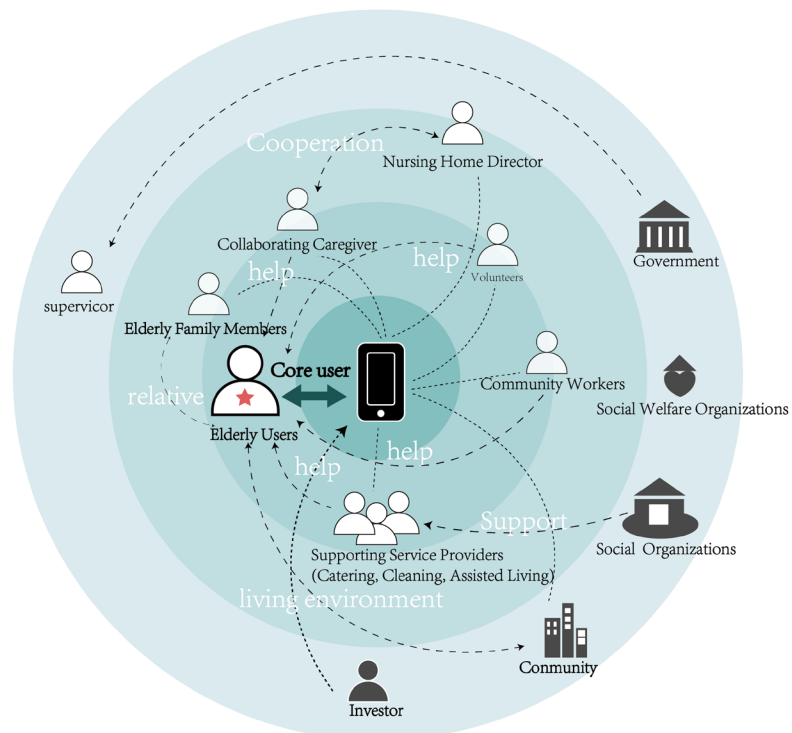 Cooperation
Nursing Home Director
Collaborating Caregiver
help
help
Volunteers
Government
supervicor
Elderly Family Members
Core user
Community Workers
relative
Social Welfare Organizations
Elderly Users
help
help
Support
Social Organizations
Supporting Service Providers
(Catering, Cleaning, Assisted Living)
living environment
Conmunity
Investor